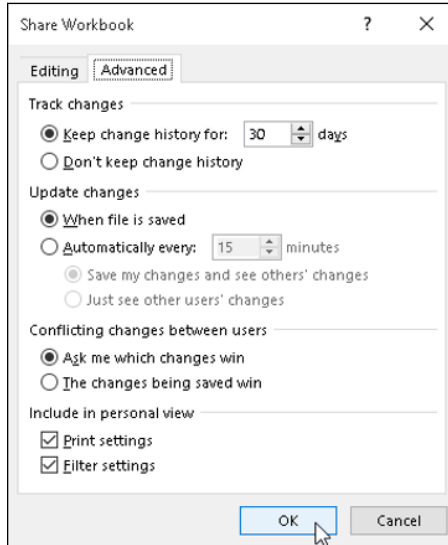 Share Workbook ?
Editing Advanced
Track changes
Keep change history for: 30 days
Don't keep change history
Update changes
When file is saved
Automatically every: 15 minutes
Save my changes and see others' changes
Just see other users' changes
Conflicting changes between users
Ask me which changes win
The changes being saved win
Include in personal view
Print settings
Filter settings
OK Cancel